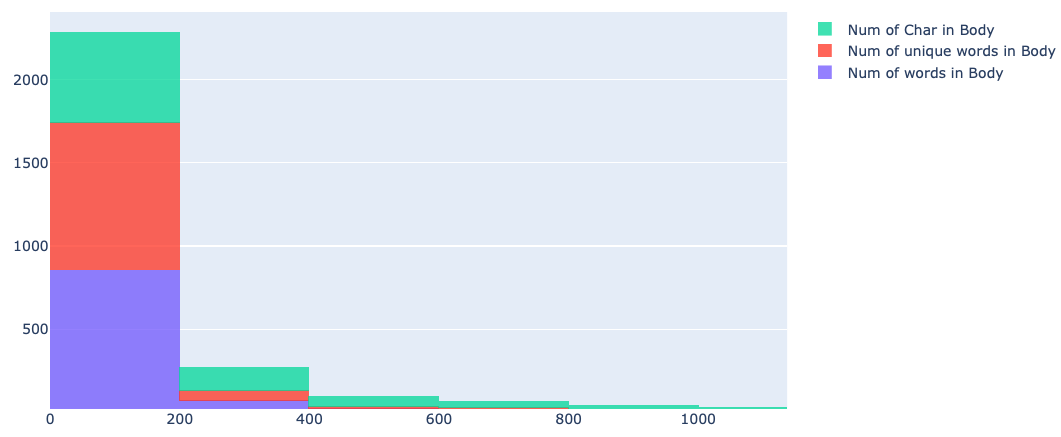 2000
1500
1000
500
0 200 400 600 800 1000
Num of Char in Body
Num of unique words in Body
Num of words in Body